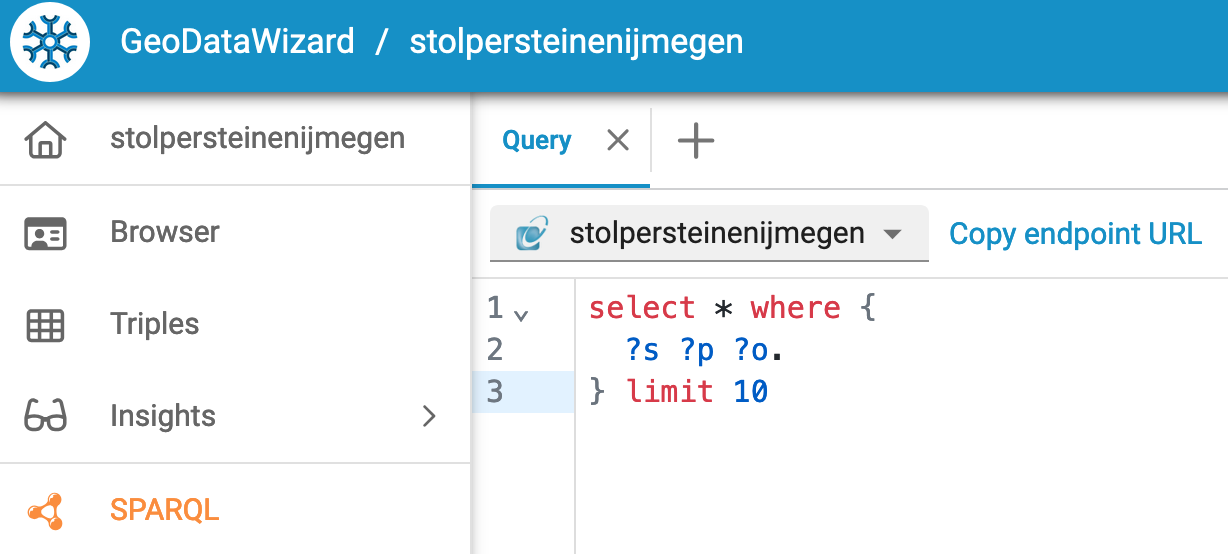 GeoDataWizard / stolpersteinenijmegen
stolpersteinenijmegen
Browser
Triples
Insights
SPARQL
Query
stolpersteinenijmegen
Copy endpoint URL
1 select * where {
2 ?s ?p ?o.
3 } limit 10